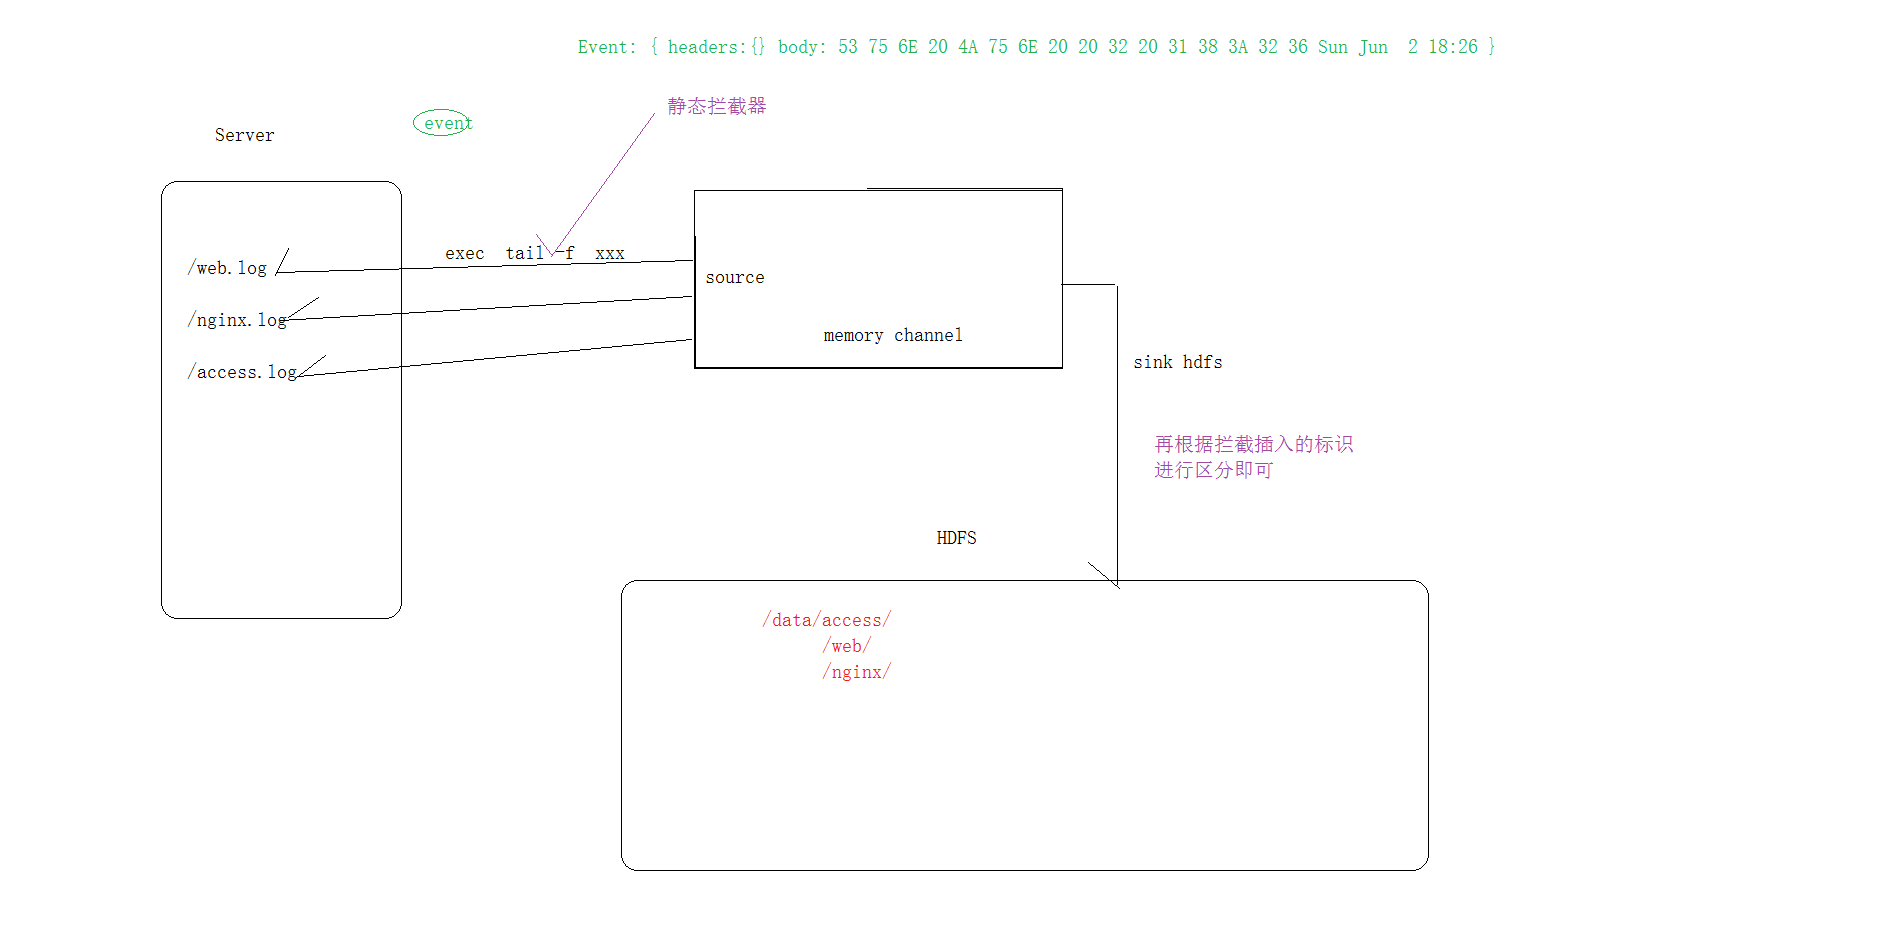 Event: { headers:{} body: 53 75 6E 20 4A 75 6E 20 20 32 20 31 38 3A 32 36 Sun Jun  2 18:26 }
静态拦截器
event
Server
exec  tail -f  xxx
/web.log
source
/nginx.log
memory channel
sink hdfs
/access.log
再根据拦截插入的标识
进行区分即可
HDFS
/data/access/
/web/
/nginx/